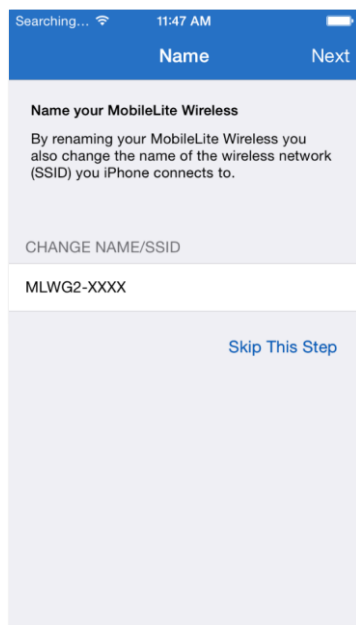 Searching... 11:47 AM
Name Next
Name your MobileLite Wireless
By renaming your MobileLite Wireless you
also change the name of the wireless network
(SSID) you iPhone connects to.
CHANGE NAME/SSID
MLWG2-XXXX
Skip This Step